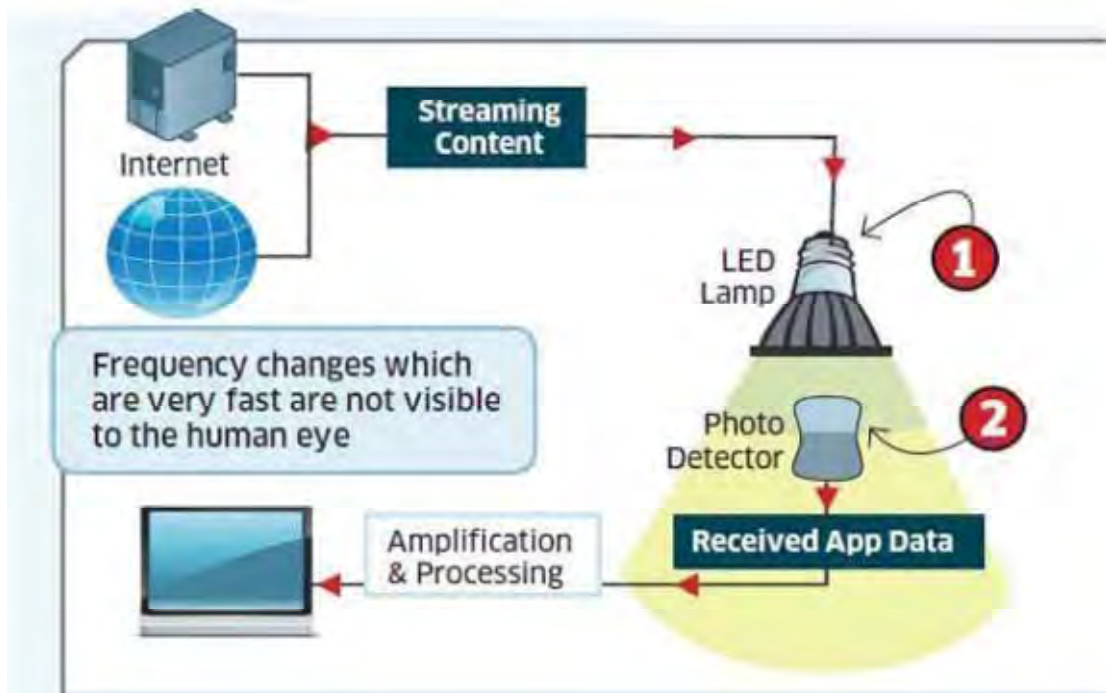 Streaming
Content
Internet
LED
Lamp
1
Frequency changes which
are very fast are not visible
to the human eye
Photo
Detector
2
Amplification
& Processing
Received App Data